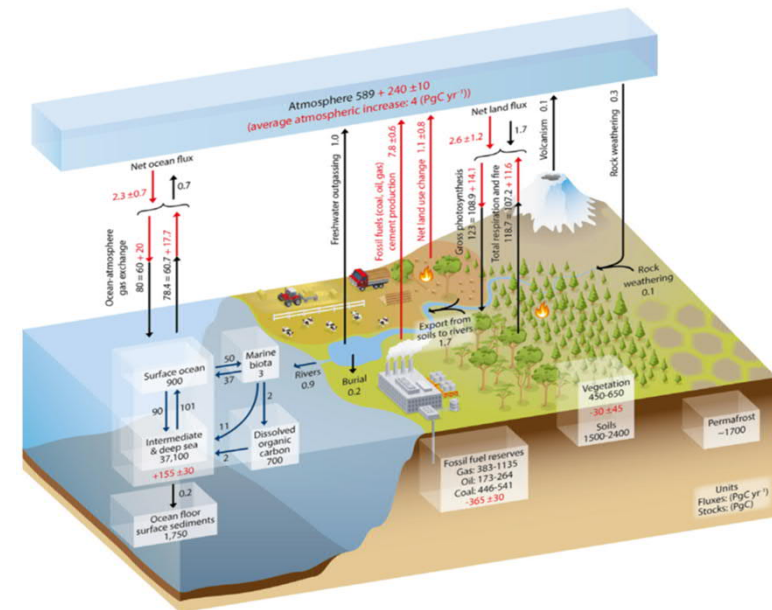 Atmosphere 589 + 240 ±10
(average atmospheric increase: 4 (PgC yr⁻¹))
Net ocean flux
2.3 ±0.7
0.7
Ocean-atmosphere
gas exchange
80 = 60 + 20
78.4 = 60.7 + 17.7
Freshwater outgassing 1.0
Fossil fuels (coal, oil, gas)
cement production 7.8 ±0.6
Net land use change 1.1 ±0.8
Net land flux
2.6 ±1.2
1.7
Gross photosynthesis
123 = 108.9 + 14.1
Total respiration and fire
118.7 = 107.2 + 11.6
Volcanism 0.1
Rock weathering 0.3
Rock
weathering
0.1
Export from
soils to rivers
1.7
Rivers
0.9
Burial
0.2
Surface ocean
900
50
37
Marine
biota
3
90
101
11
2
2
Intermediate
& deep sea
37,100
+155 ±30
Dissolved
organic
carbon
700
0.2
Ocean floor
surface sediments
1,750
Fossil fuel reserves
Gas: 383-1135
Oil: 173-264
Coal: 446-541
-365 ±30
Vegetation
450-650
-30 ±45
Soils
1500-2400
Permafrost
~1700
Units
Fluxes: (PgC yr⁻¹)
Stocks: (PgC)